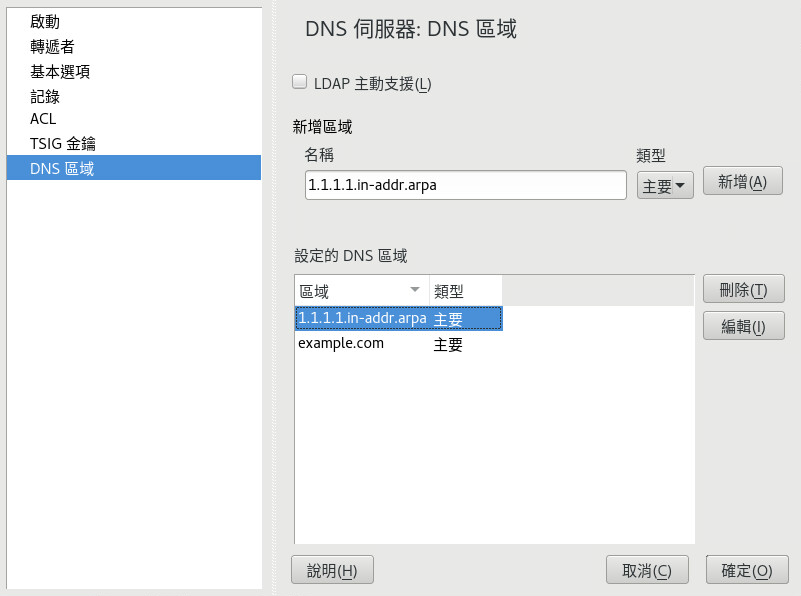 啟動
轉遞者
基本選項
記錄
ACL
TSIG 金鑰
DNS 區域
DNS 伺服器: DNS 區域
LDAP 主動支援(L)
新增區域
名稱
類型
1.1.1.1.in-addr.arpa
主要
新增(A)
設定的 DNS 區域
區域 類型
1.1.1.1.in-addr.arpa 主要
example.com 主要
刪除(T)
編輯(I)
說明(H)
取消(C)
確定(O)